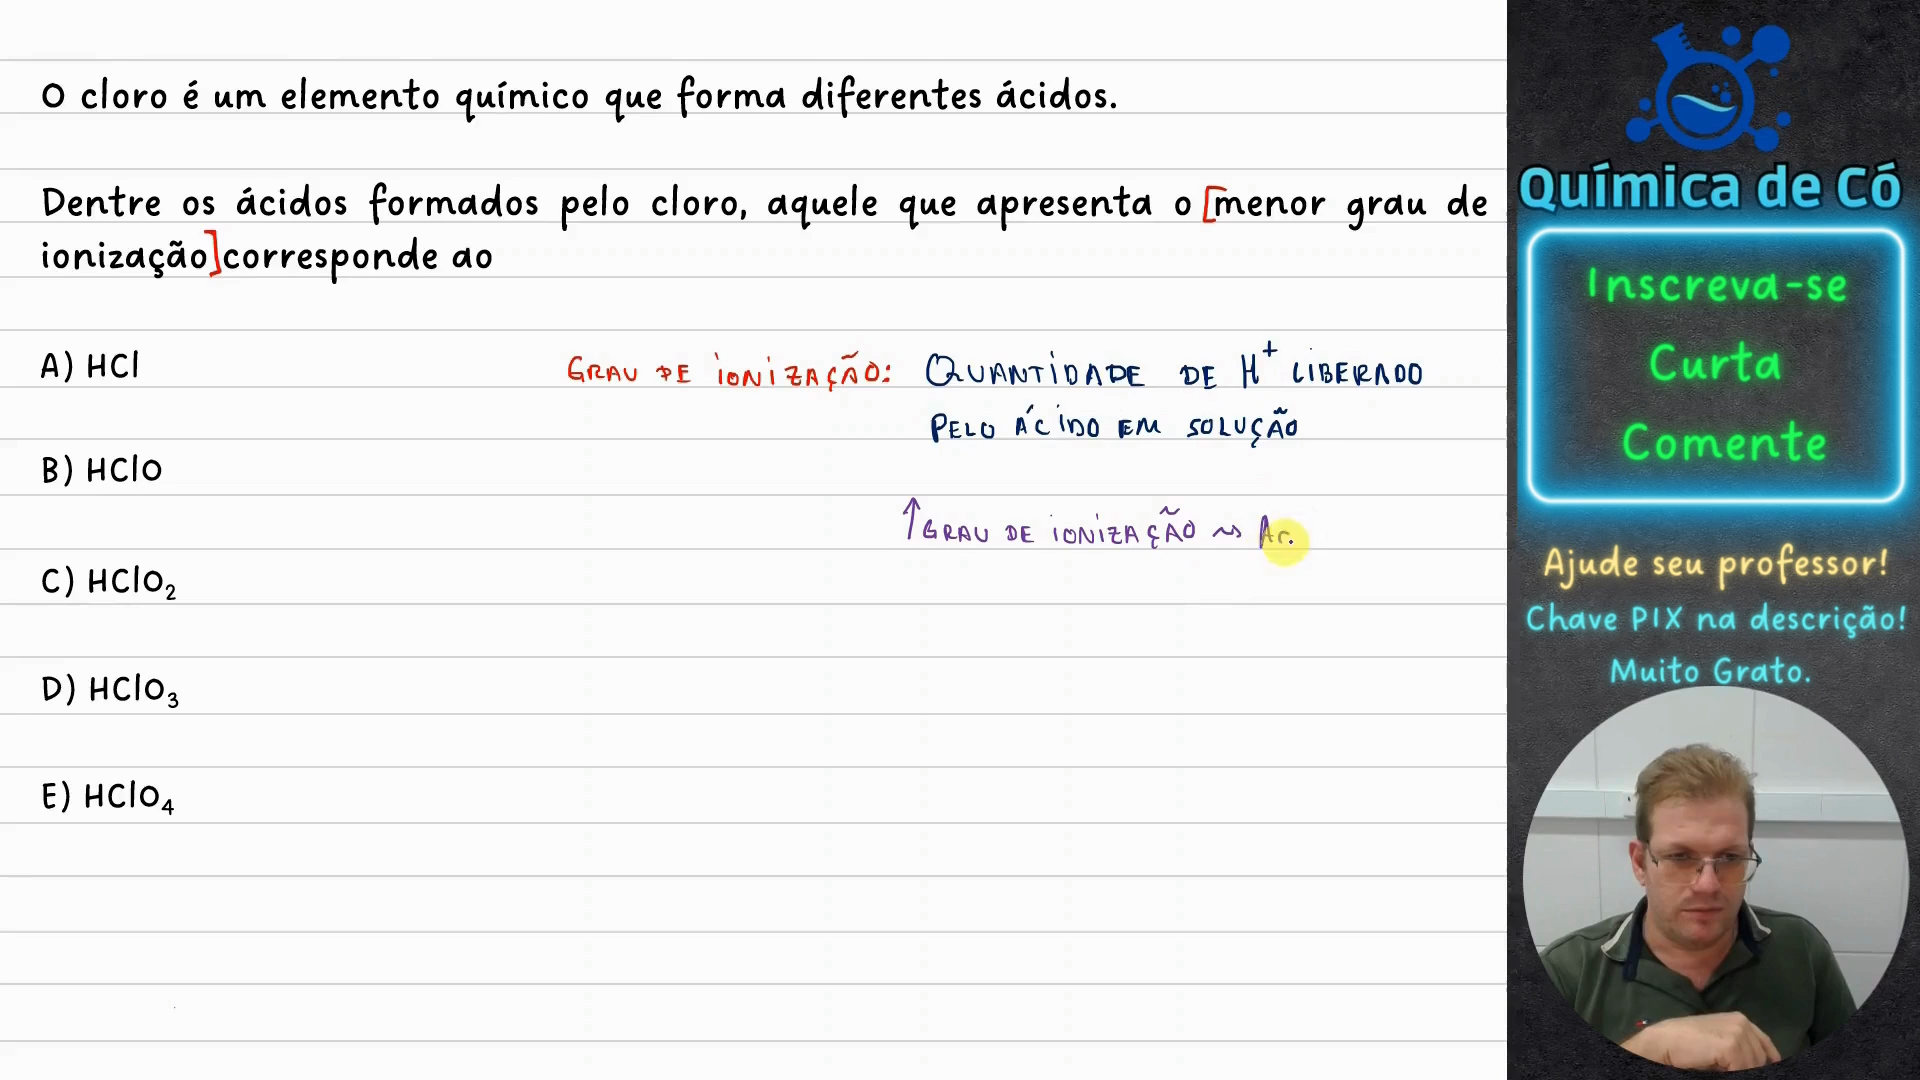 O cloro é um elemento químico que forma diferentes ácidos.
Dentre os ácidos formados pelo cloro, aquele que apresenta o [menor grau de
ionização] corresponde ao
A) HCl
B) HClO
C) HClO₂
D) HClO₃
E) HClO₄
GRAU DE IONIZAÇÃO: QUANTIDADE DE H⁺ LIBERADO
PELO ÁCIDO EM SOLUÇÃO
↑GRAU DE IONIZAÇÃO
Química de Có
Inscreva-se
Curta
Comente
Ajude seu professor!
Chave PIX na descrição!
Muito Grato.